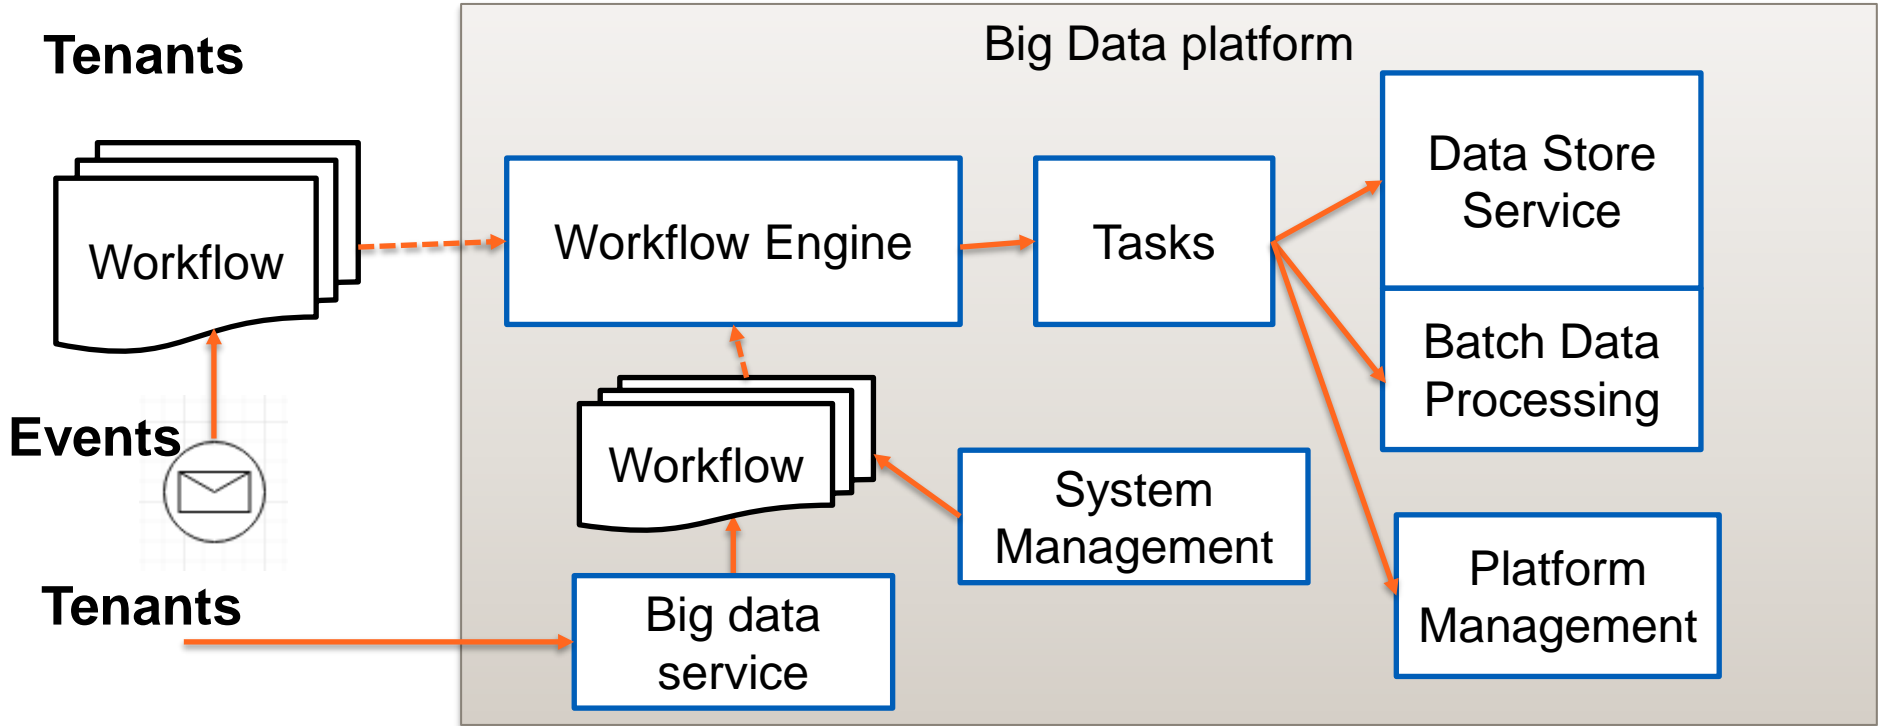 Tenants
Big Data platform
Workflow
Workflow Engine
Tasks
Data Store
Service
Batch Data
Processing
Events
Workflow
System
Management
Platform
Management
Tenants
Big data
service